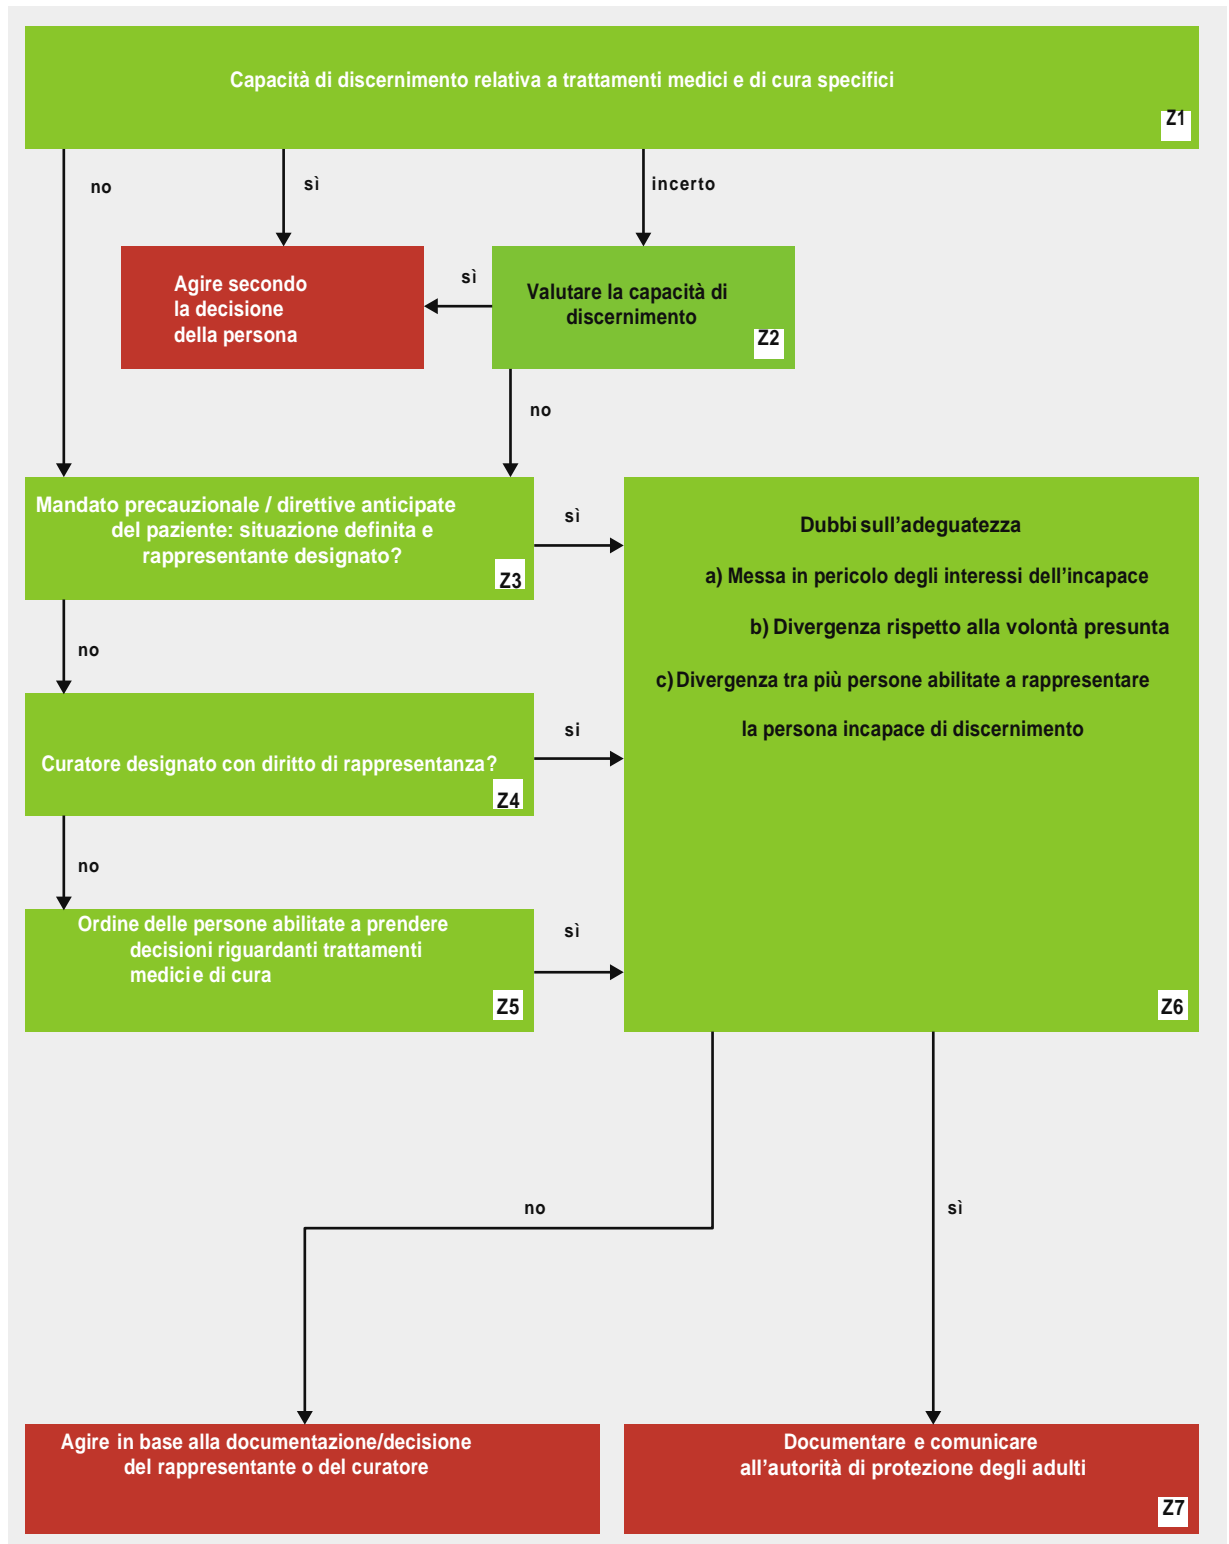 Capacità di discernimento relativa a trattamenti medici e di cura specifici
Z1
no
sì
incerto
Agire secondo
la decisione
della persona
sì
Valutare la capacità di
discernimento
Z2
no
Mandato precauzionale / direttive anticipate
del paziente: situazione definita e
rappresentante designato?
Z3
sì
Dubbi sull’adeguatezza
a) Messa in pericolo degli interessi dell’incapace
b) Divergenza rispetto alla volontà presunta
c) Divergenza tra più persone abilitate a rappresentare
la persona incapace di discernimento
Z6
no
Curatore designato con diritto di rappresentanza?
Z4
si
no
Ordine delle persone abilitate a prendere
decisioni riguardanti trattamenti
medici e di cura
Z5
sì
no
sì
Agire in base alla documentazione/decisione
del rappresentante o del curatore
Documentare e comunicare
all’autorità di protezione degli adulti
Z7